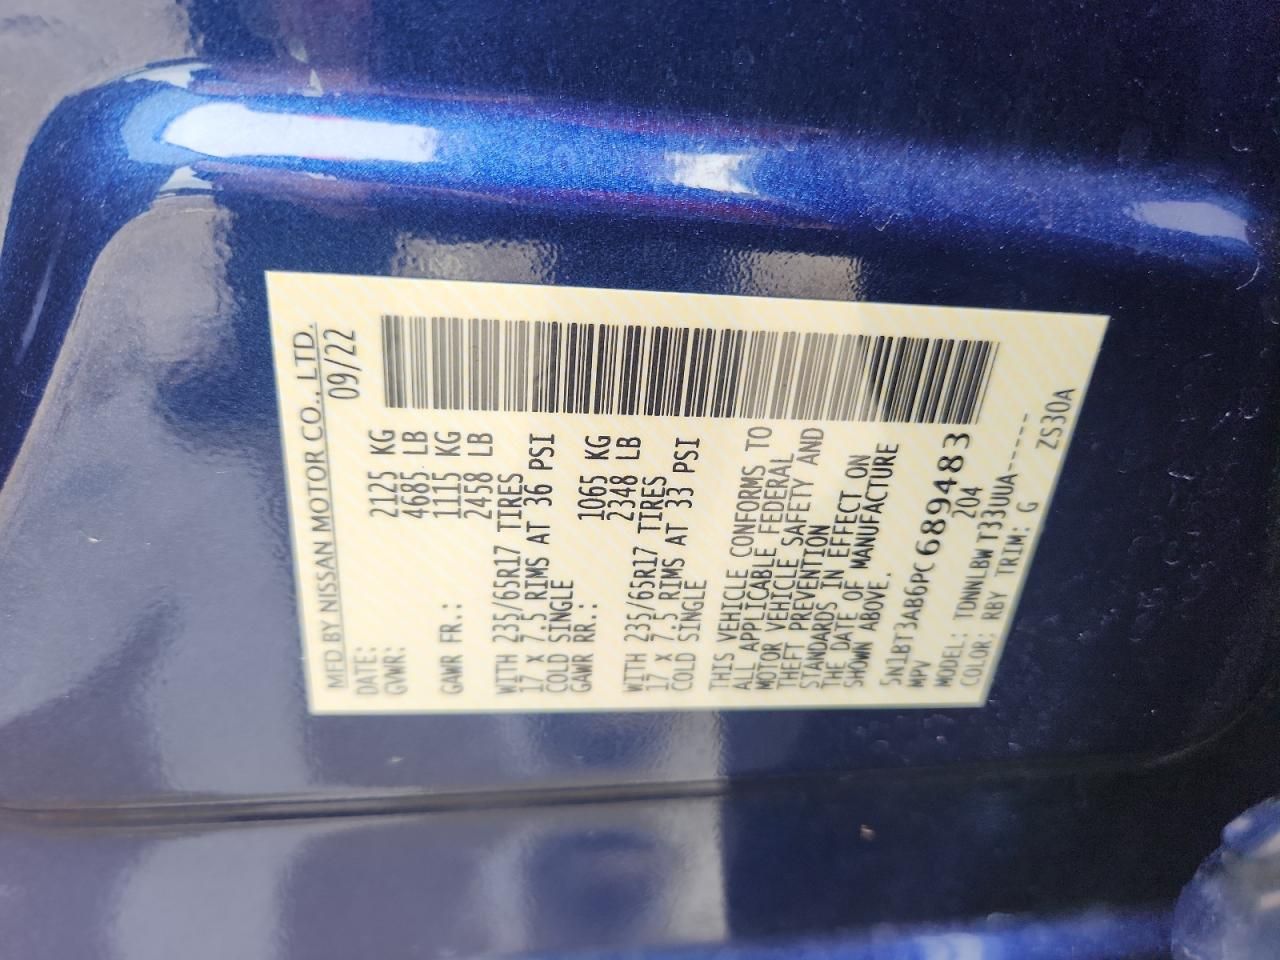 MFD BY NISSAN MOTOR CO., LTD.
DATE: 09/22
GVWR: 2125 KG
4685 LB
GAWR FR.: 1115 KG
2458 LB
WITH 235/65R17 TIRES
17 x 7.5 RIMS AT 36 PSI
COLD SINGLE
GAWR RR.: 1065 KG
2348 LB
WITH 235/65R17 TIRES
17 x 7.5 RIMS AT 33 PSI
COLD SINGLE
THIS VEHICLE CONFORMS TO
ALL APPLICABLE FEDERAL
MOTOR VEHICLE SAFETY AND
THEFT PREVENTION
STANDARDS IN EFFECT ON
THE DATE OF MANUFACTURE
SHOWN ABOVE.
5N1BT3AB6PC689483
MPV 204
MODEL: TDNNLBWT33UUA------
COLOR: RBY TRIM: G ZS30A